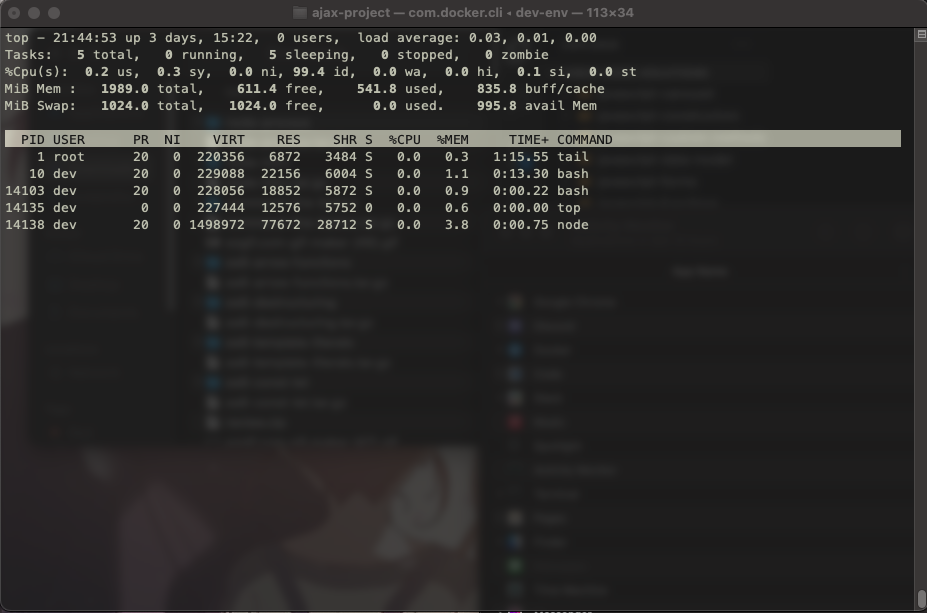 ajax-project — com.docker.cli ◂ dev-env — 113×34
top – 21:44:53 up 3 days, 15:22,  0 users,  load average: 0.03, 0.01, 0.00
Tasks:   5 total,   0 running,   5 sleeping,   0 stopped,   0 zombie
%Cpu(s):  0.2 us,  0.3 sy,  0.0 ni, 99.4 id,  0.0 wa,  0.0 hi,  0.1 si,  0.0 st
MiB Mem :   1989.0 total,    611.4 free,    541.8 used,    835.8 buff/cache
MiB Swap:   1024.0 total,   1024.0 free,      0.0 used.    995.8 avail Mem
PID USER      PR  NI    VIRT    RES    SHR S  %CPU  %MEM     TIME+ COMMAND
1 root      20   0  220356   6872   3484 S   0.0   0.3   1:15.55 tail
10 dev       20   0  229088  22156   6004 S   0.0   1.1   0:13.30 bash
14103 dev       20   0  228056  18852   5872 S   0.0   0.9   0:00.22 bash
14135 dev        0   0  227444  12576   5752 0   0.0   0.6   0:00.00 top
14138 dev       20   0 1498972  77672  28712 S   0.0   3.8   0:00.75 node